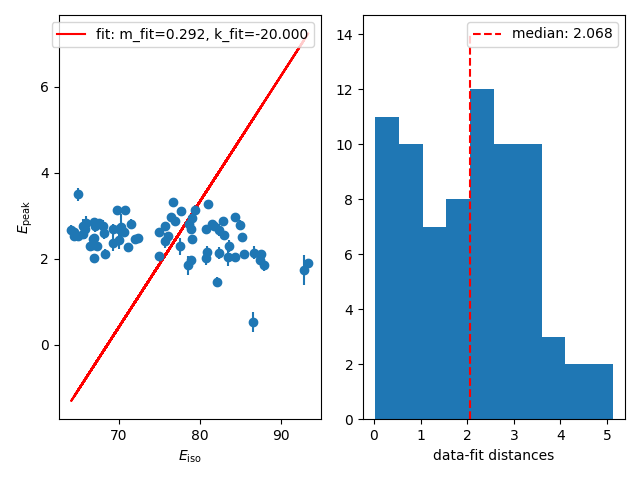 fit: m_fit=0.292, k_fit=-20.000
E_peak
6
4
2
0
70 80 90
E_iso
median: 2.068
14
12
10
8
6
4
2
0
0 1 2 3 4 5
data-fit distances